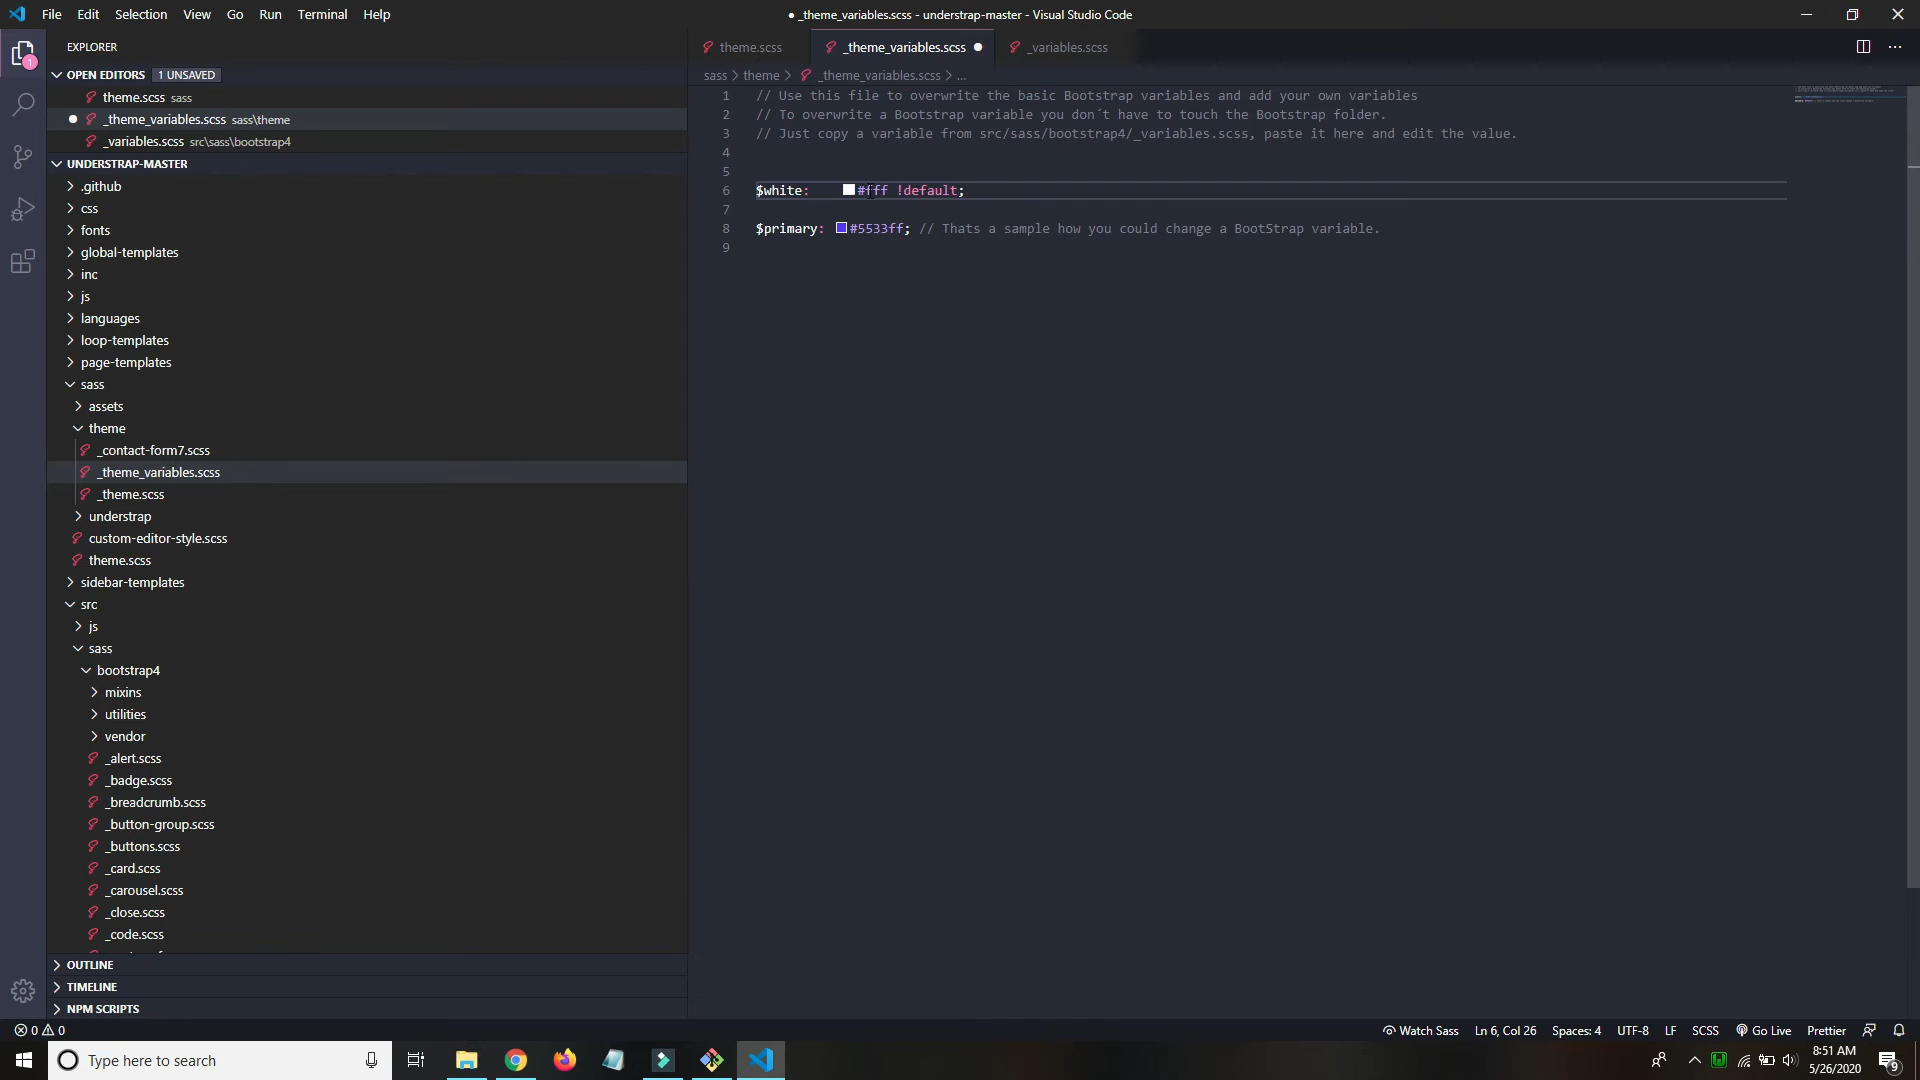 File Edit Selection View Go Run Terminal Help
● _theme_variables.scss - understrap-master - Visual Studio Code
EXPLORER
OPEN EDITORS 1 UNSAVED
theme.scss sass
_theme_variables.scss sass\theme
_variables.scss src\sass\bootstrap4
UNDERSTRAP-MASTER
.github
css
fonts
global-templates
inc
js
languages
loop-templates
page-templates
sass
assets
theme
_contact-form7.scss
_theme_variables.scss
_theme.scss
understrap
custom-editor-style.scss
theme.scss
sidebar-templates
src
js
sass
bootstrap4
mixins
utilities
vendor
_alert.scss
_badge.scss
_breadcrumb.scss
_button-group.scss
_buttons.scss
_card.scss
_carousel.scss
_close.scss
_code.scss
OUTLINE
TIMELINE
NPM SCRIPTS
1
theme.scss _theme_variables.scss _variables.scss
sass > theme > _theme_variables.scss > ...
1 // Use this file to overwrite the basic Bootstrap variables and add your own variables
2 // To overwrite a Bootstrap variable you don´t have to touch the Bootstrap folder.
3 // Just copy a variable from src/sass/bootstrap4/_variables.scss, paste it here and edit the value.
4
5
6 $white: #fff !default;
7
8 $primary: #5533ff; // Thats a sample how you could change a BootStrap variable.
9
0 0 Watch Sass Ln 6, Col 26 Spaces: 4 UTF-8 LF SCSS Go Live Prettier
Type here to search
8:51 AM
5/26/2020
9